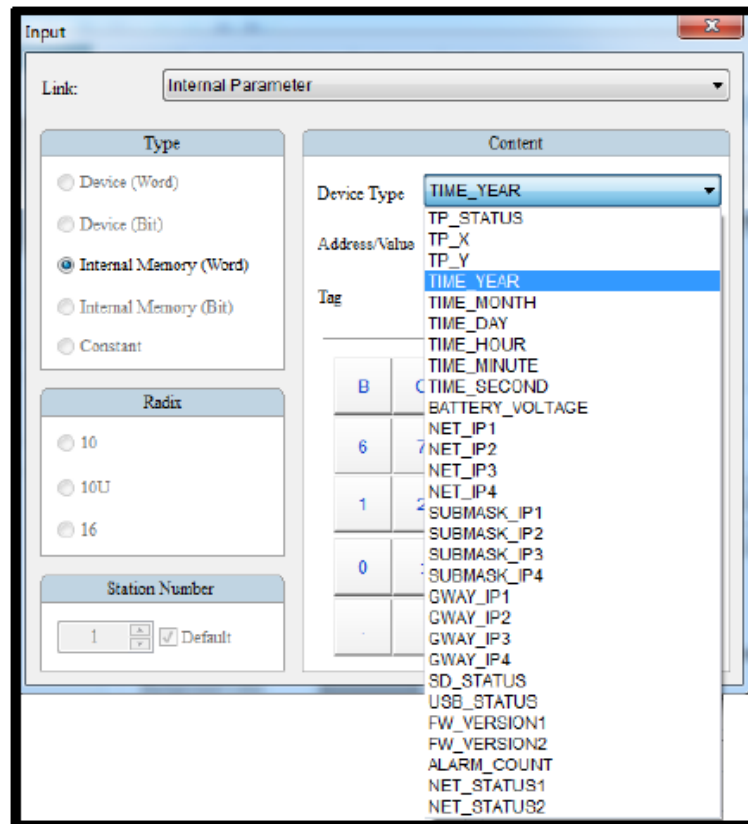 Input
Link:
Internal Parameter
Type
Device (Word)
Device (Bit)
Internal Memory (Word)
Internal Memory (Bit)
Constant
Radix
10
10U
16
Station Number
1
Default
Content
Device Type
TIME_YEAR
Address/Value
Tag
TP_STATUS
TP_X
TP_Y
TIME_YEAR
TIME_MONTH
TIME_DAY
TIME_HOUR
TIME_MINUTE
TIME_SECOND
BATTERY_VOLTAGE
NET_IP1
NET_IP2
NET_IP3
NET_IP4
SUBMASK_IP1
SUBMASK_IP2
SUBMASK_IP3
SUBMASK_IP4
GWAY_IP1
GWAY_IP2
GWAY_IP3
GWAY_IP4
SD_STATUS
USB_STATUS
FW_VERSION1
FW_VERSION2
ALARM_COUNT
NET_STATUS1
NET_STATUS2
B
6
1
0
.